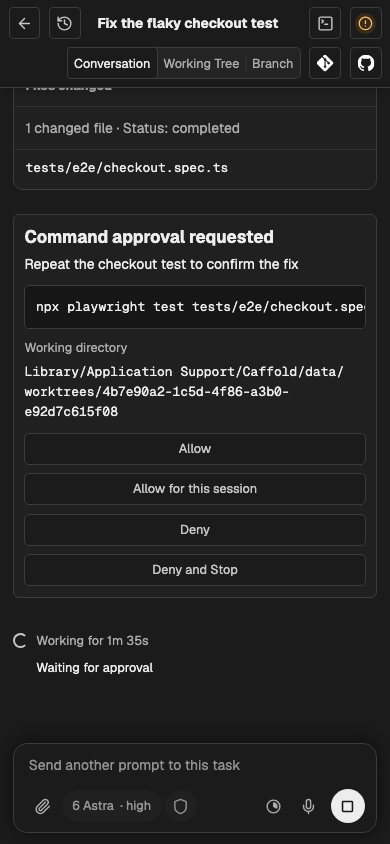 Fix the flaky checkout test
Conversation
Working Tree
Branch
Files changed
1 changed file · Status: completed
tests/e2e/checkout.spec.ts
Command approval requested
Repeat the checkout test to confirm the fix
npx playwright test tests/e2e/checkout.spe
Working directory
Library/Application Support/Caffold/data/
worktrees/4b7e90a2-1c5d-4f86-a3b0-
e92d7c615f08
Allow
Allow for this session
Deny
Deny and Stop
Working for 1m 35s
Waiting for approval
Send another prompt to this task
6 Astra · high